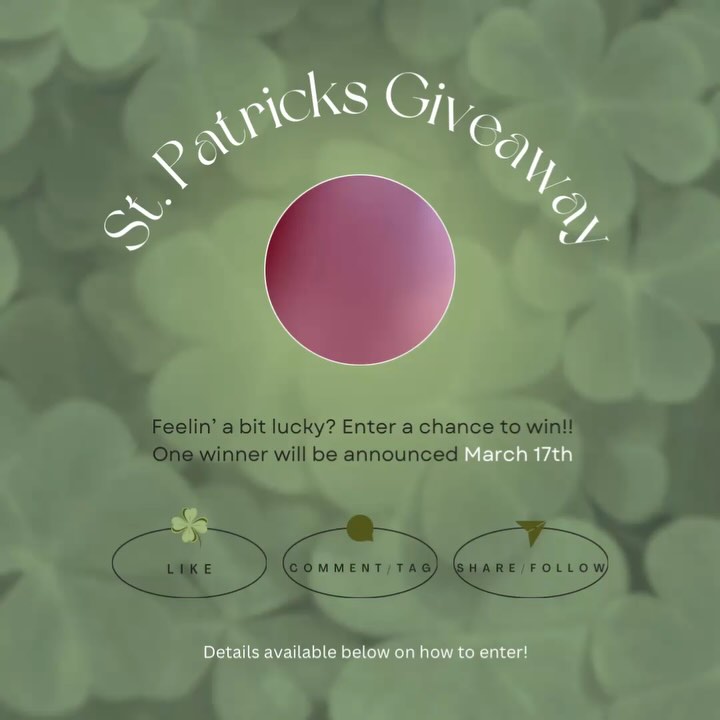 St. Patricks Giveaway
Feelin’ a bit lucky? Enter a chance to win!!
One winner will be announced March 17th
LIKE
COMMENT/TAG
SHARE/FOLLOW
Details available below on how to enter!